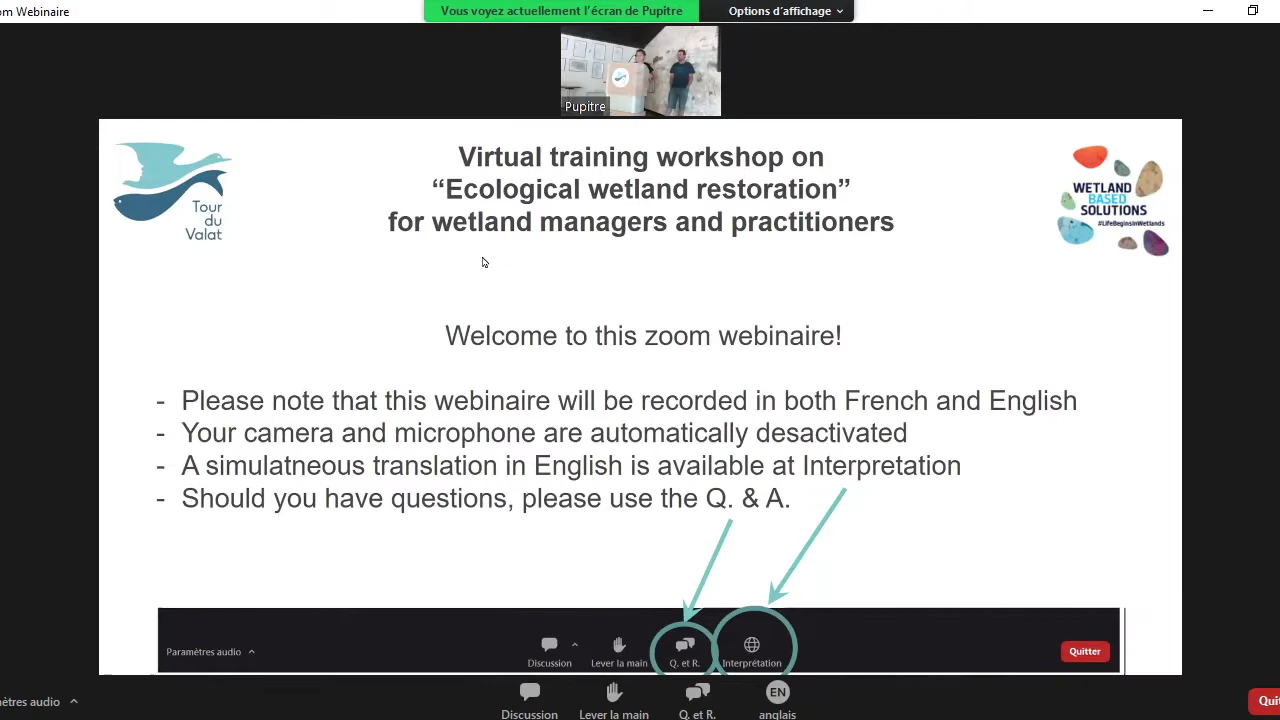 om Webinaire
Vous voyez actuellement l'écran de Pupitre
Options d'affichage
Pupitre
Tour
du
Valat
Virtual training workshop on
“Ecological wetland restoration”
for wetland managers and practitioners
WETLAND
BASED
SOLUTIONS
#LifeBeginsInWetlands
Welcome to this zoom webinaire!
- Please note that this webinaire will be recorded in both French and English
- Your camera and microphone are automatically desactivated
- A simulatneous translation in English is available at Interpretation
- Should you have questions, please use the Q. & A.
Paramètres audio
Discussion
Lever la main
Q. et R.
Interprétation
Quitter
ètres audio
Discussion
Lever la main
Q. et R.
EN
anglais
Quit